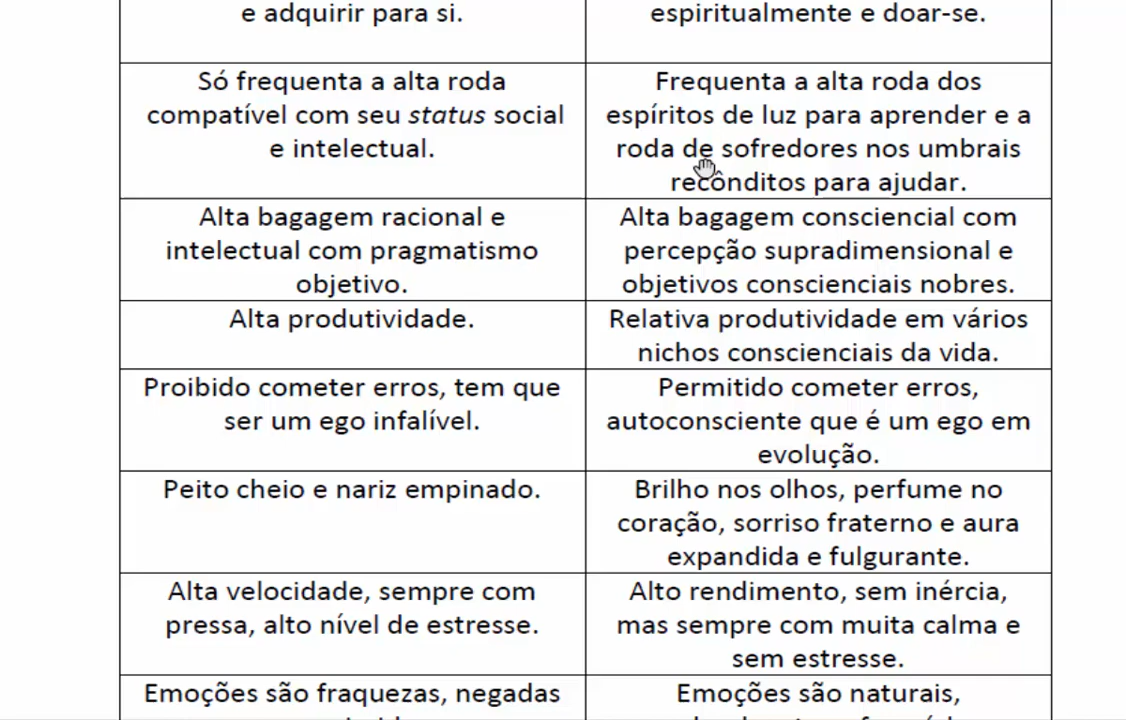 e adquirir para si.
espiritualmente e doar-se.
Só frequenta a alta roda
compatível com seu status social
e intelectual.
Frequenta a alta roda dos
espíritos de luz para aprender e a
roda de sofredores nos umbrais
recônditos para ajudar.
Alta bagagem racional e
intelectual com pragmatismo
objetivo.
Alta bagagem consciencial com
percepção supradimensional e
objetivos conscienciais nobres.
Alta produtividade.
Relativa produtividade em vários
nichos conscienciais da vida.
Proibido cometer erros, tem que
ser um ego infalível.
Permitido cometer erros,
autoconsciente que é um ego em
evolução.
Peito cheio e nariz empinado.
Brilho nos olhos, perfume no
coração, sorriso fraterno e aura
expandida e fulgurante.
Alta velocidade, sempre com
pressa, alto nível de estresse.
Alto rendimento, sem inércia,
mas sempre com muita calma e
sem estresse.
Emoções são fraquezas, negadas
Emoções são naturais,